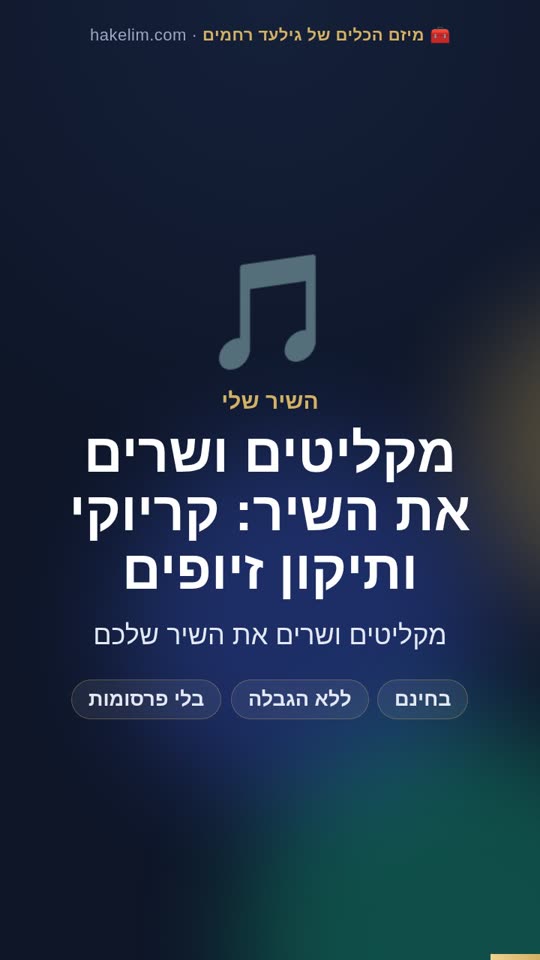 🧰 מיזם הכלים של גילעד רחמים · hakelim.com
השיר שלי
מקליטים ושרים
את השיר: קריוקי
ותיקון זיופים
מקליטים ושרים את השיר שלכם
בחינם
ללא הגבלה
בלי פרסומות